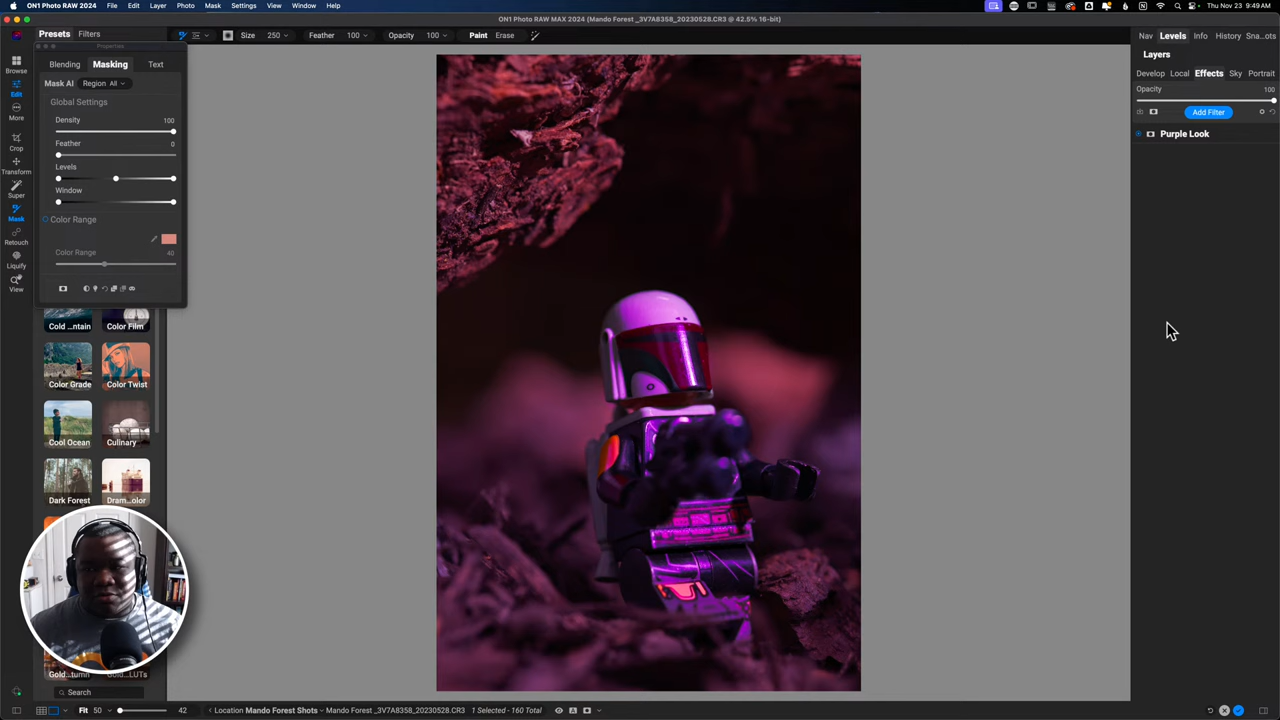 ON1 Photo RAW MAX 2024 File Edit Layer Photo Mask Settings View Window Help Thu Nov 23 9:49 AM
ON1 Photo RAW MAX 2024 (Mando Forest _3V7A8358_20230528.CR3 @ 42.5% 16-bit)
Presets Filters Size 250 Feather 100 Opacity 100 Paint Erase Nav Levels Info History Sna...ots
Properties
Layers
Blending Masking Text
Browse
Develop Local Effects Sky Portrait
Mask AI Region All
Edit
Opacity 100
Global Settings
More
Add Filter
Density 100
Crop
Purple Look
Feather 0
Levels
Transform
Window
Super
Color Range
Mask
Retouch
Color Range 40
Liquify
View
Cold ...ntain Color Film
Color Grade Color Twist
Cool Ocean Culinary
Dark Forest Dram...olor
Gold...tumn ...LUTs
Search
Fit 50 42 Location Mando Forest Shots Mando Forest _3V7A8358_20230528.CR3 1 Selected - 160 Total